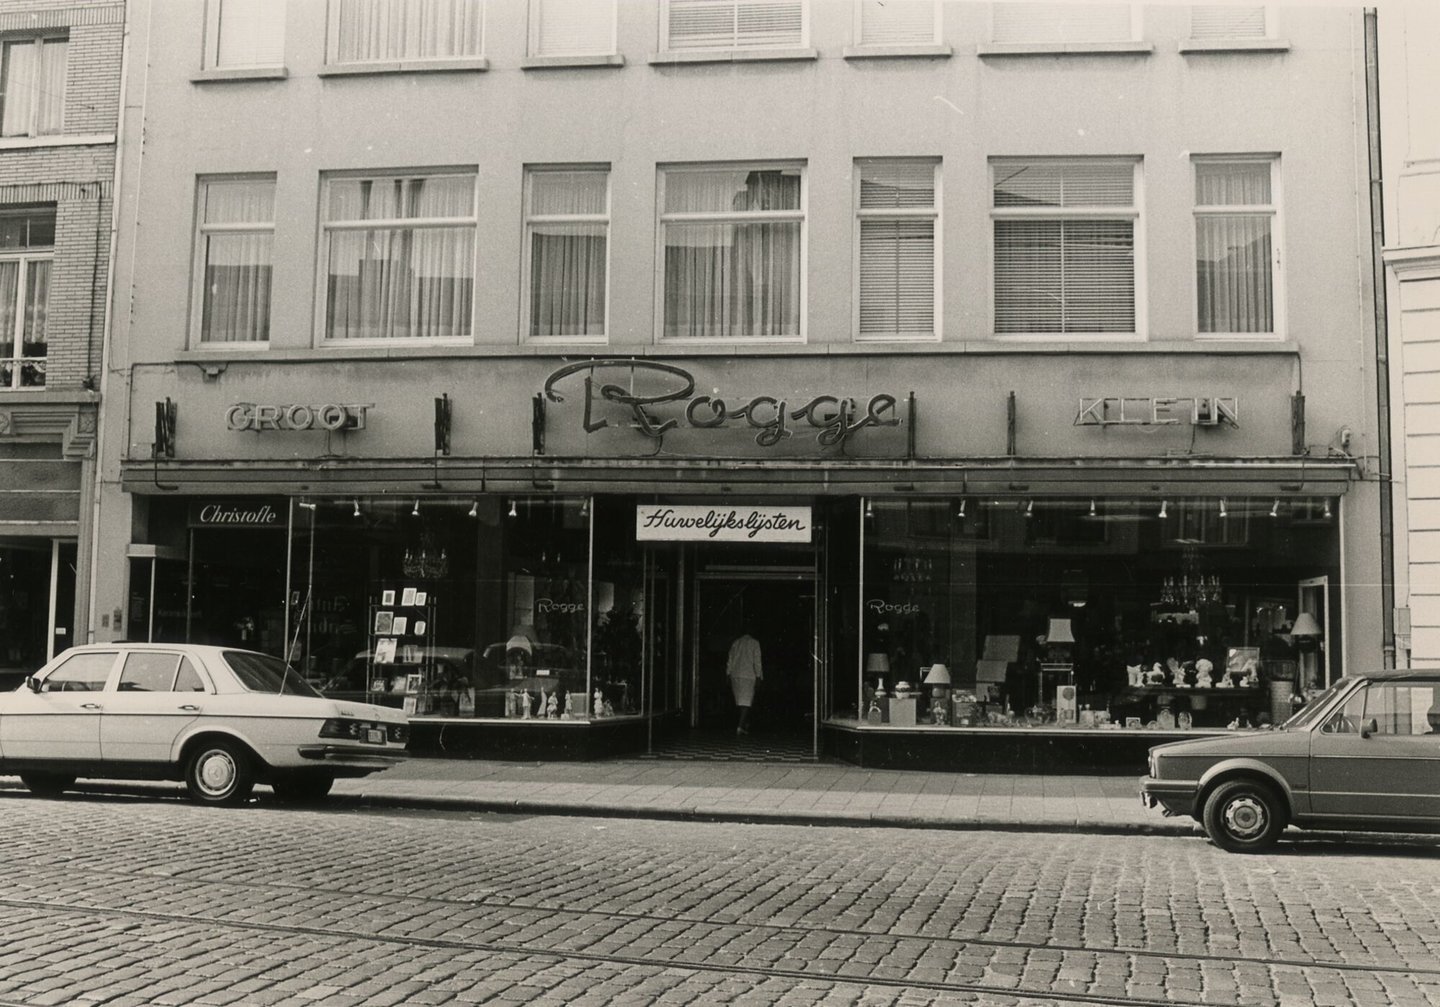 GROOT
Rogge
KLEIN
Christofle
Huwelijkslijsten
Rogge
Rogge